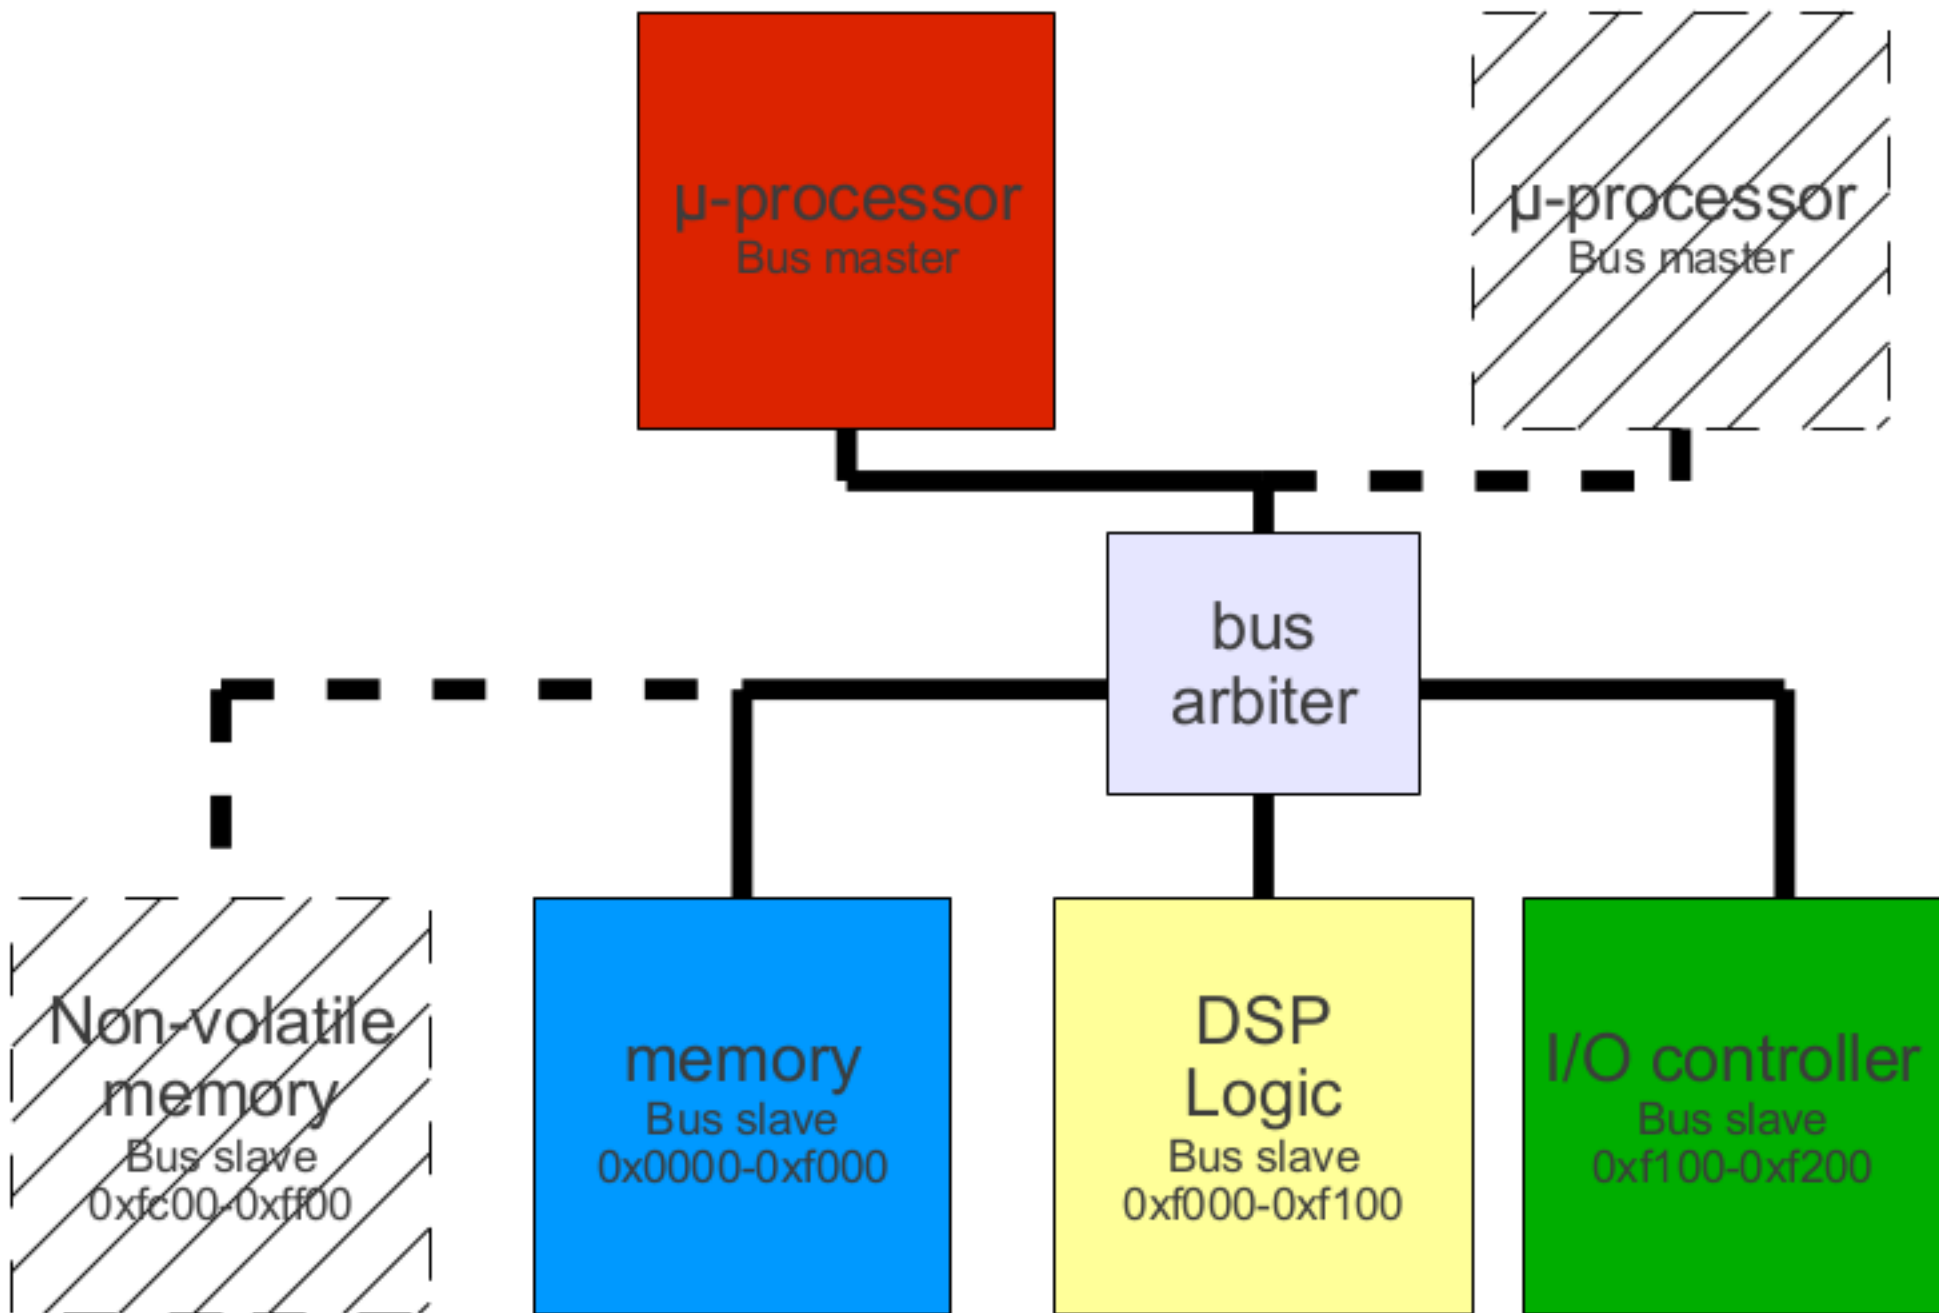 µ-processor
Bus master
µ-processor
Bus master
bus
arbiter
Non-volatile
memory
Bus slave
0xfc00-0xff00
memory
Bus slave
0x0000-0xf000
DSP
Logic
Bus slave
0xf000-0xf100
I/O controller
Bus slave
0xf100-0xf200